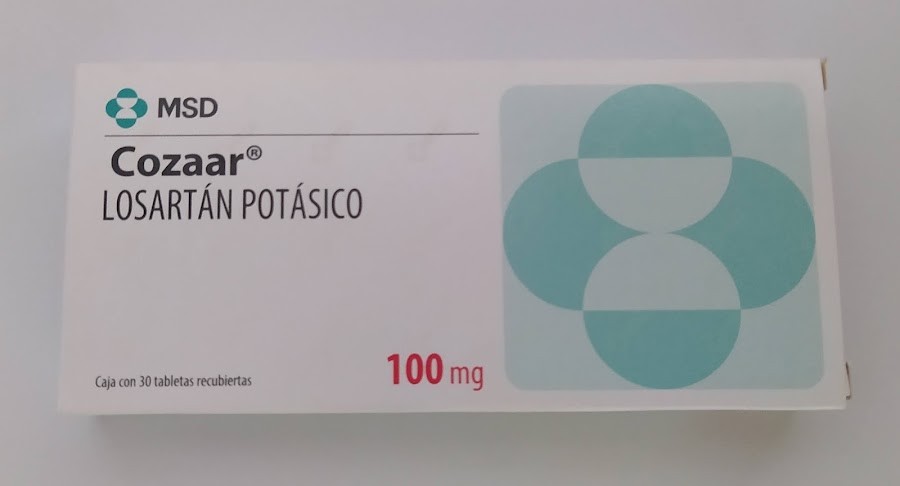 MSD
Cozaar®
LOSARTÁN POTÁSICO
100 mg
Caja con 30 tabletas recubiertas